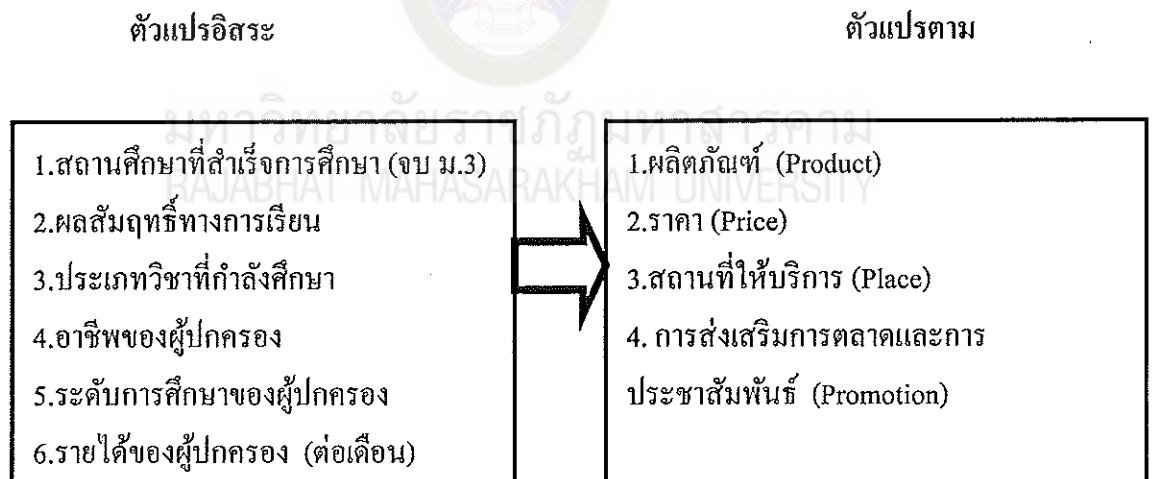 ตัวแปรอิสระ
ตัวแปรตาม
มหาวิทยาลัยราชภัฏมหาสารคาม
RAJABHAT MAHASARAKHAM UNIVERSITY
1.สถานศึกษาที่สำเร็จการศึกษา (จบ ม.3)
2.ผลสัมฤทธิ์ทางการเรียน
3.ประเภทวิชาที่กำลังศึกษา
4.อาชีพของผู้ปกครอง
5.ระดับการศึกษาของผู้ปกครอง
6.รายได้ของผู้ปกครอง (ต่อเดือน)
1.ผลิตภัณฑ์ (Product)
2.ราคา (Price)
3.สถานที่ให้บริการ (Place)
4. การส่งเสริมการตลาดและการ
ประชาสัมพันธ์ (Promotion)